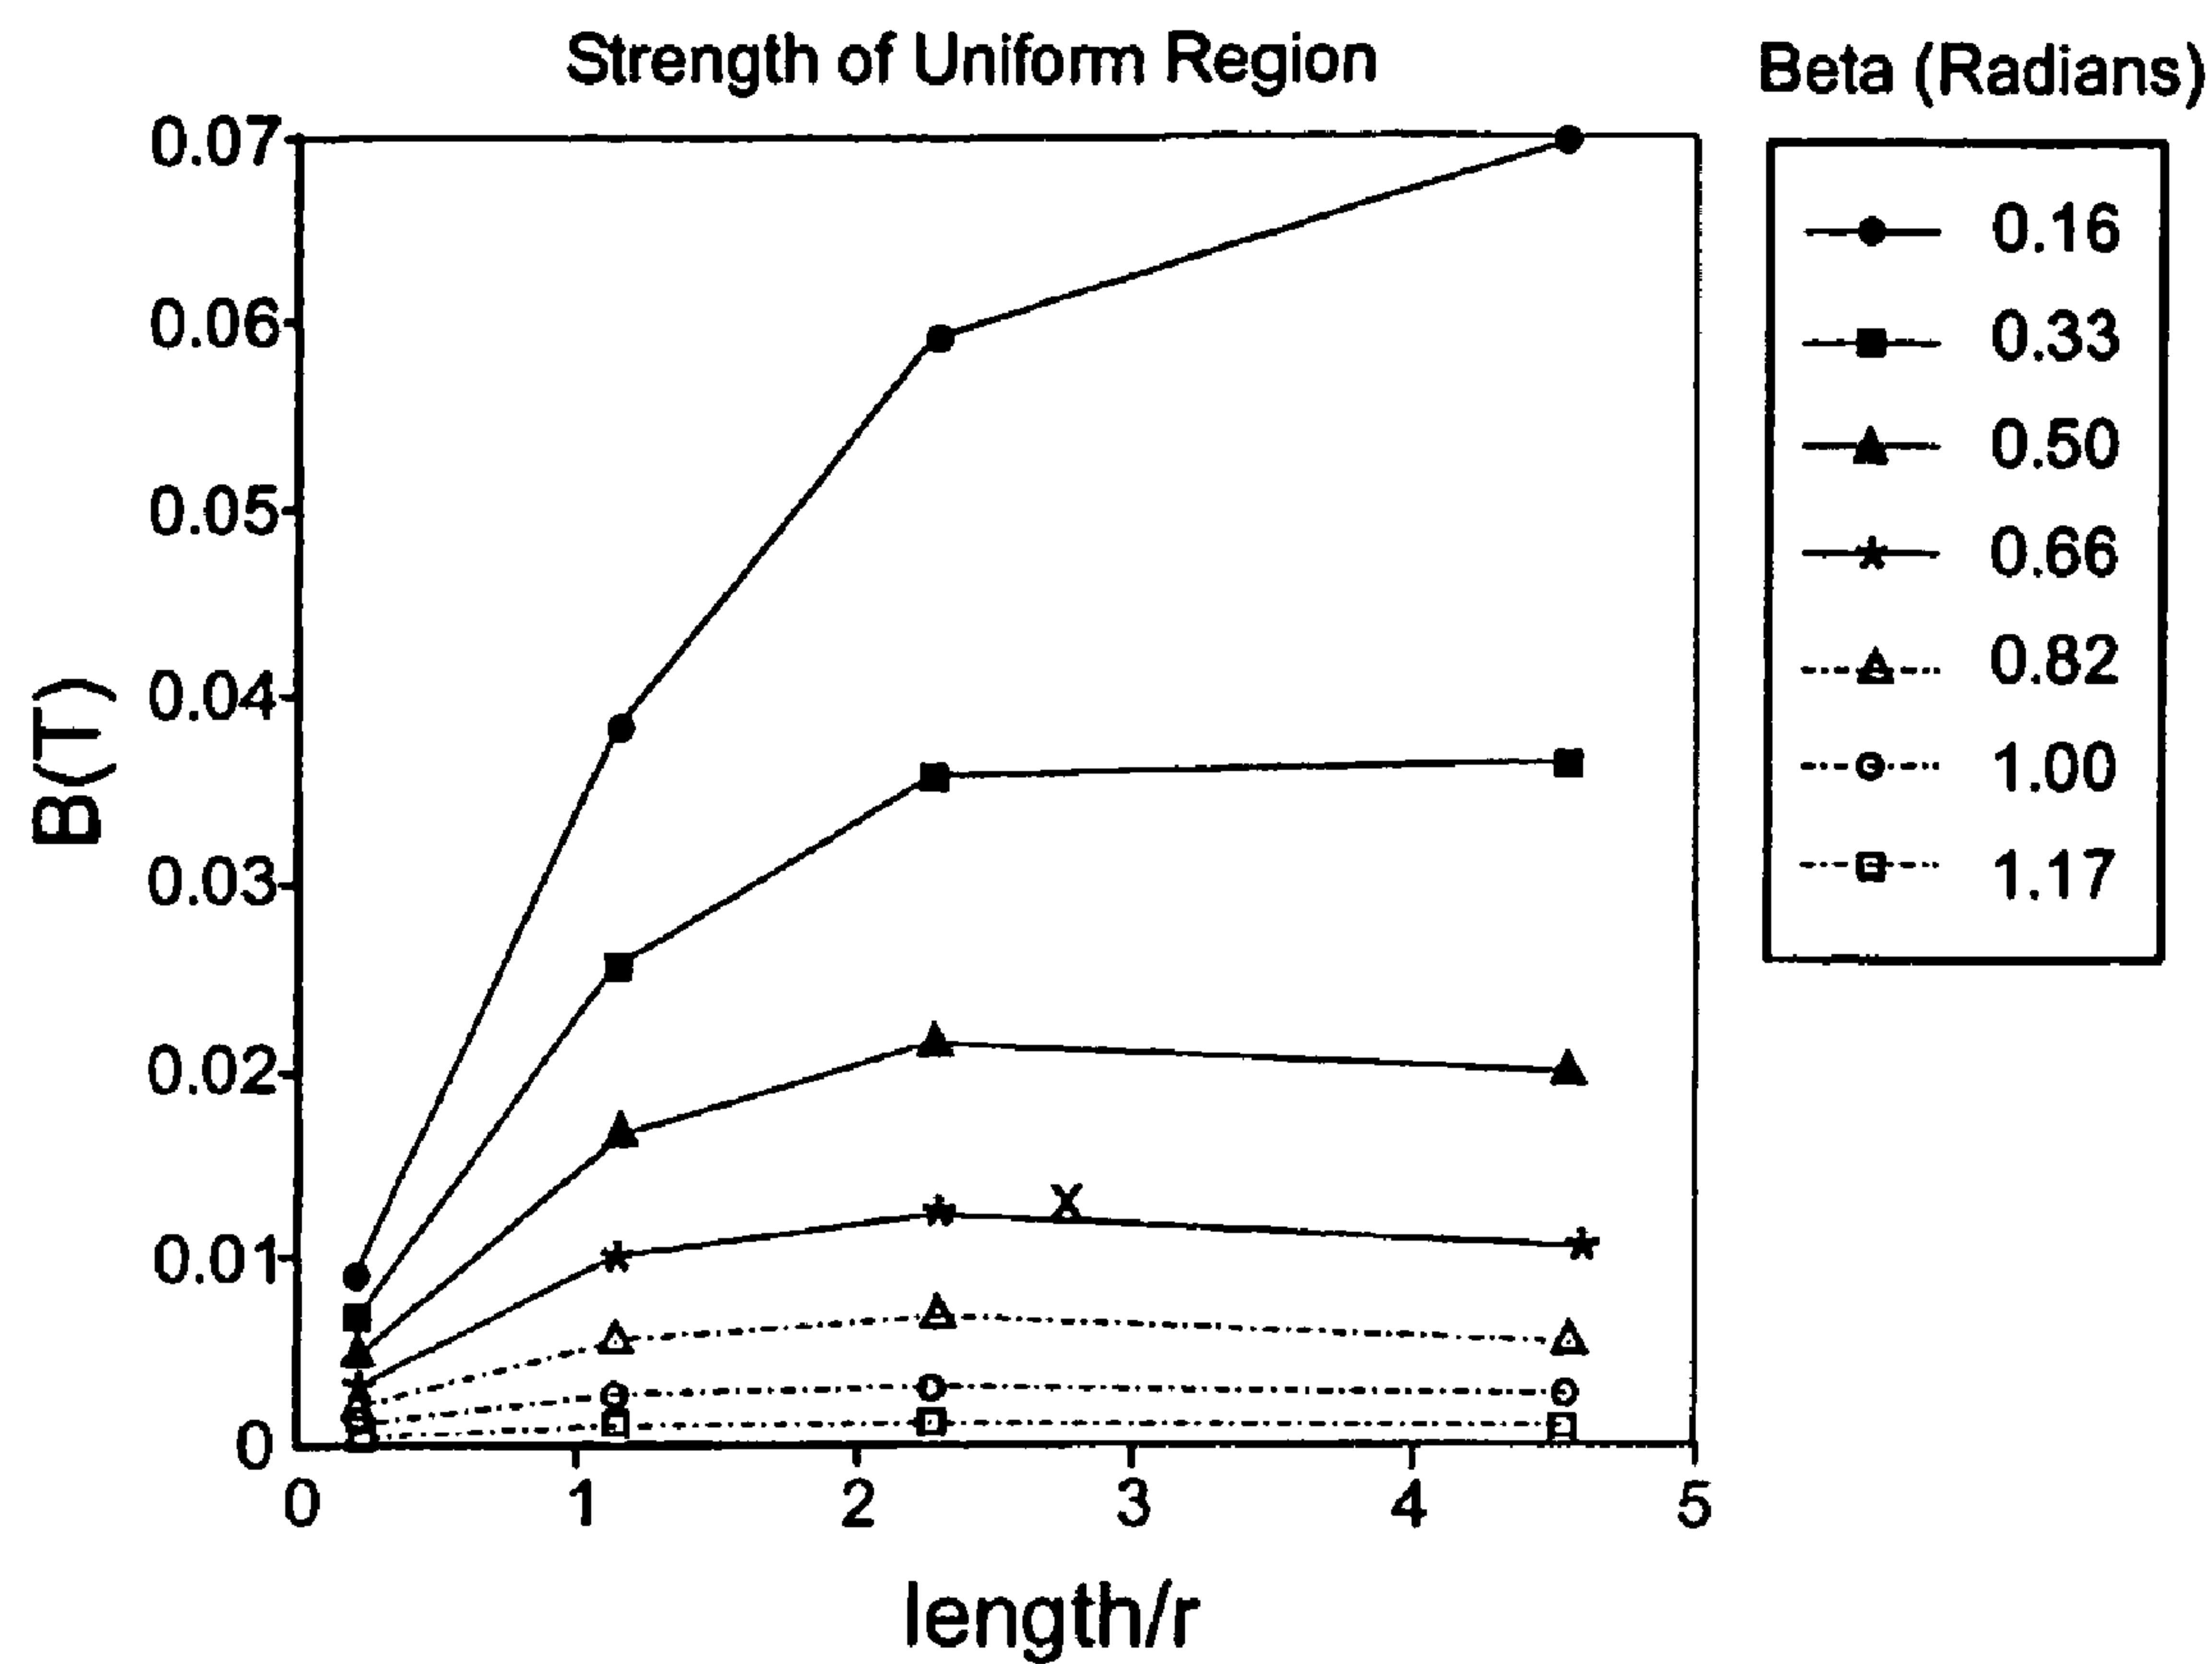 Strength of Uniform Region
Beta (Radians)
0.07
0.06
0.05
0.04
0.03
0.02
0.01
0
B(T)
X
0 1 2 3 4 5
length/r
0.16
0.33
0.50
0.66
0.82
1.00
1.17